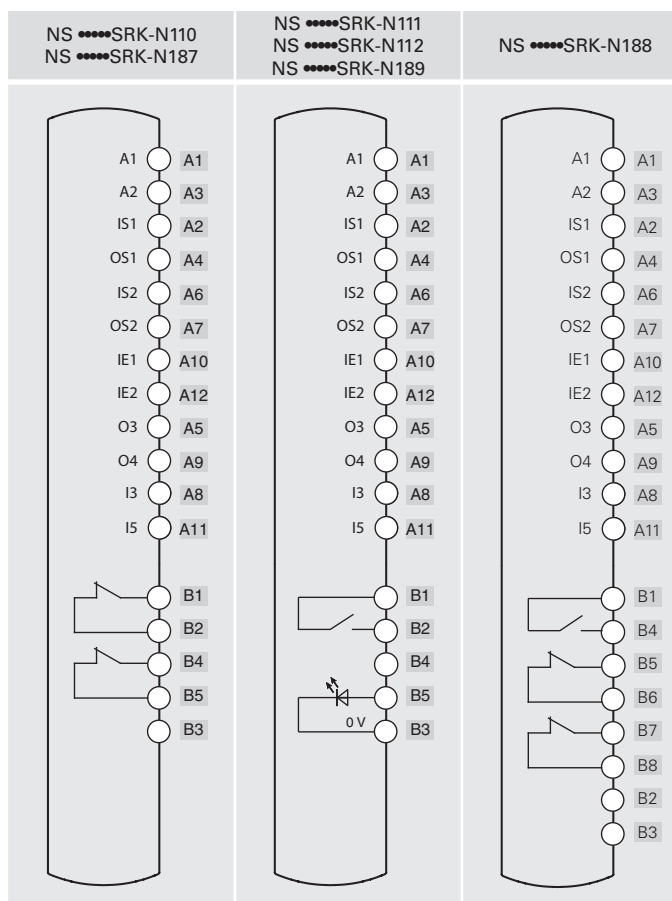 NS •••••SRK-N110
NS •••••SRK-N187
NS •••••SRK-N111
NS •••••SRK-N112
NS •••••SRK-N189
NS •••••SRK-N188
A1 A1
A2 A3
IS1 A2
OS1 A4
IS2 A6
OS2 A7
IE1 A10
IE2 A12
O3 A5
O4 A9
I3 A8
I5 A11
B1
B2
B4
B5
B3
A1 A1
A2 A3
IS1 A2
OS1 A4
IS2 A6
OS2 A7
IE1 A10
IE2 A12
O3 A5
O4 A9
I3 A8
I5 A11
B1
B2
B4
B5
0 V B3
A1 A1
A2 A3
IS1 A2
OS1 A4
IS2 A6
OS2 A7
IE1 A10
IE2 A12
O3 A5
O4 A9
I3 A8
I5 A11
B1
B4
B5
B6
B7
B8
B2
B3